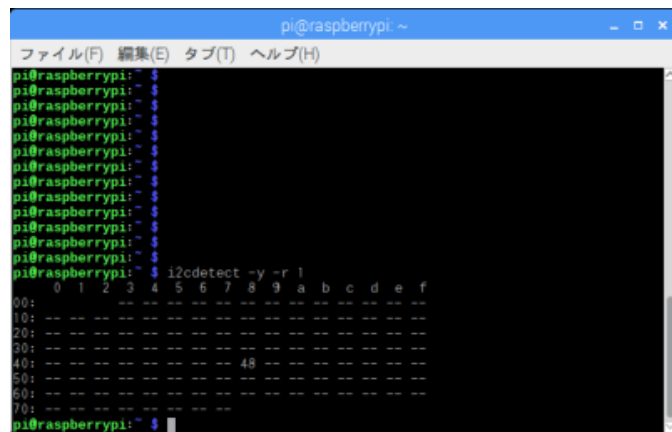 pi@raspberrypi: ~
ファイル(F) 編集(E) タブ(T) ヘルプ(H)
pi@raspberrypi:~ $
pi@raspberrypi:~ $
pi@raspberrypi:~ $
pi@raspberrypi:~ $
pi@raspberrypi:~ $
pi@raspberrypi:~ $
pi@raspberrypi:~ $
pi@raspberrypi:~ $
pi@raspberrypi:~ $
pi@raspberrypi:~ $
pi@raspberrypi:~ $
pi@raspberrypi:~ $
pi@raspberrypi:~ $
pi@raspberrypi:~ $ i2cdetect -y -r 1
     0  1  2  3  4  5  6  7  8  9  a  b  c  d  e  f
00:          -- -- -- -- -- -- -- -- -- -- -- -- --
10: -- -- -- -- -- -- -- -- -- -- -- -- -- -- -- --
20: -- -- -- -- -- -- -- -- -- -- -- -- -- -- -- --
30: -- -- -- -- -- -- -- -- -- -- -- -- -- -- -- --
40: -- -- -- -- -- -- -- -- 48 -- -- -- -- -- -- --
50: -- -- -- -- -- -- -- -- -- -- -- -- -- -- -- --
60: -- -- -- -- -- -- -- -- -- -- -- -- -- -- -- --
70: -- -- -- -- -- -- -- --
pi@raspberrypi:~ $